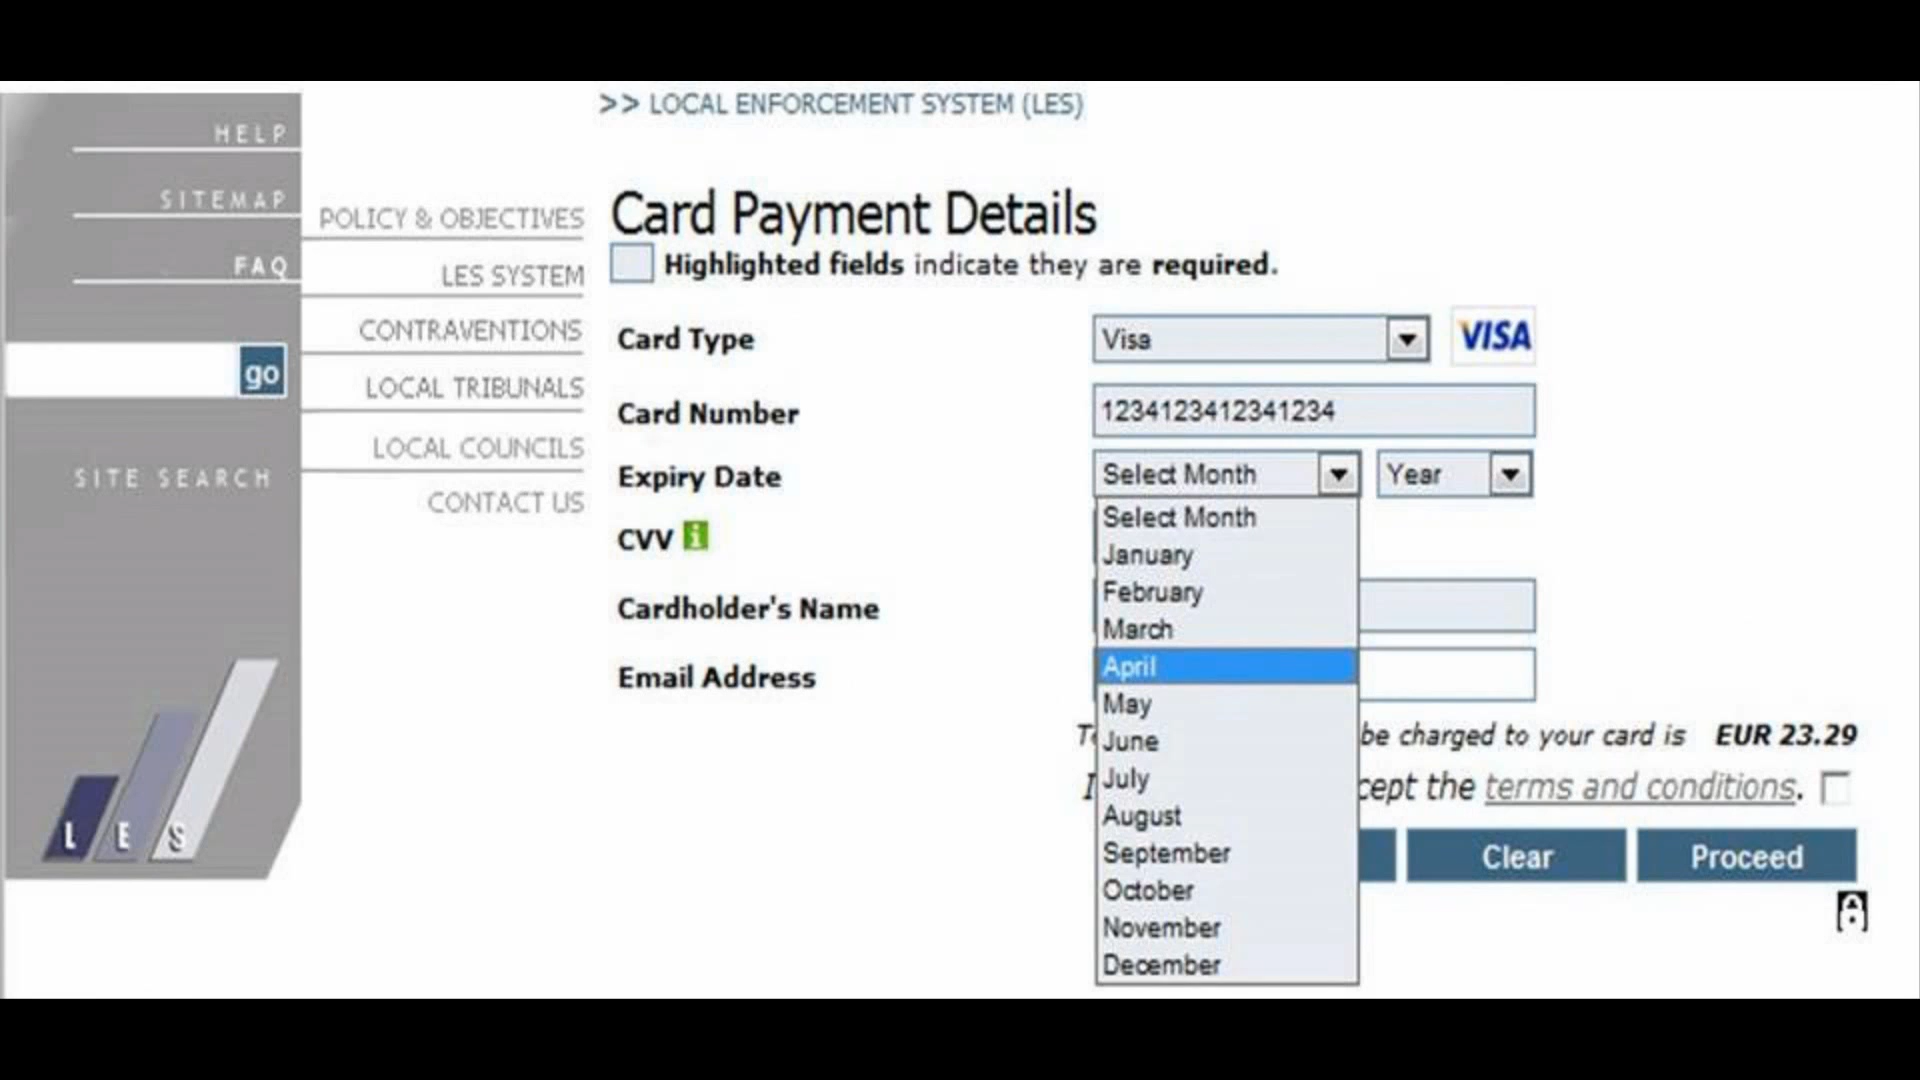 >> LOCAL ENFORCEMENT SYSTEM (LES)
HELP
SITEMAP
FAQ
go
SITE SEARCH
L E S
POLICY & OBJECTIVES
LES SYSTEM
CONTRAVENTIONS
LOCAL TRIBUNALS
LOCAL COUNCILS
CONTACT US
Card Payment Details
Highlighted fields indicate they are required.
Card Type Visa VISA
Card Number 1234123412341234
Expiry Date Select Month Year
CVV i
Cardholder's Name
Email Address
Select Month
January
February
March
April
May
June
July
August
September
October
November
December
be charged to your card is EUR 23.29
I cept the terms and conditions.
Clear Proceed